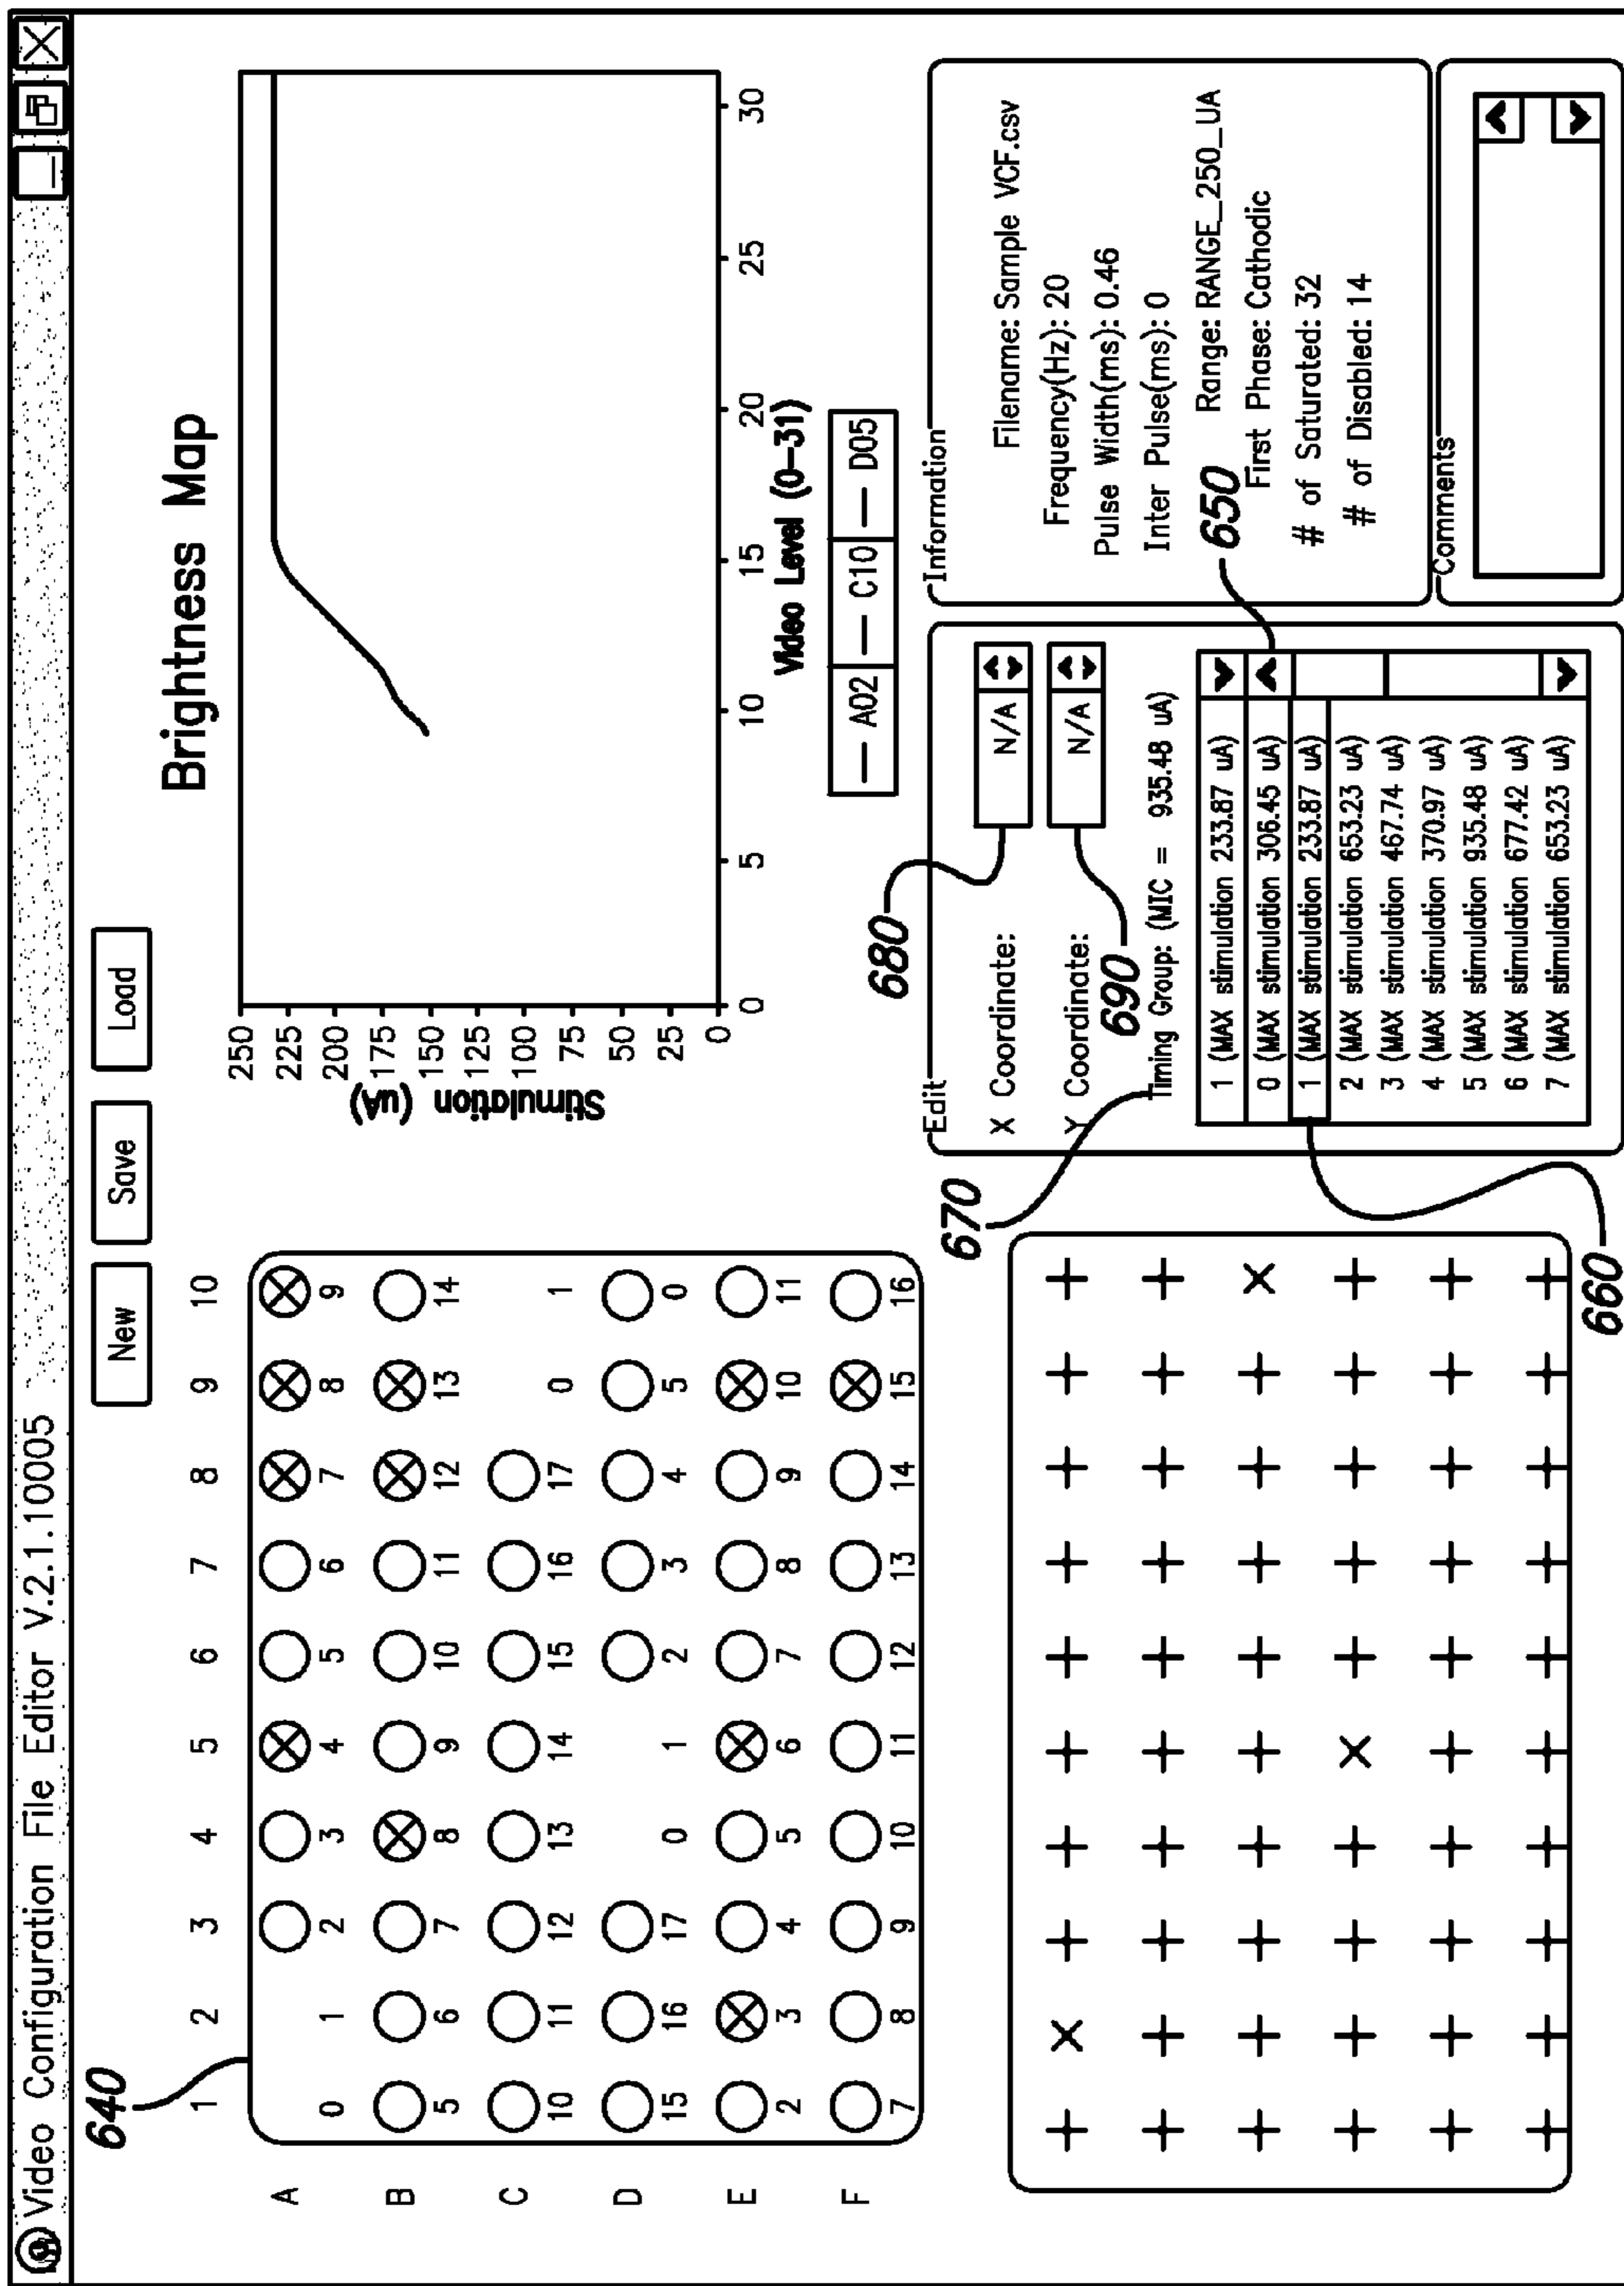 Video Configuration File Editor V.2.1.10005
New Save Load
640
1 2 3 4 5 6 7 8 9 10
A
0 1 2 3 4 5 6 7 8 9
B
5 6 7 8 9 10 11 12 13 14
C
10 11 12 13 14 15 16 17 0 1
D
15 16 17 0 1 2 3 4 5 0
E
2 3 4 5 6 7 8 9 10 11
F
7 8 9 10 11 12 13 14 15 16
Brightness Map
Stimulation (uA)
250
225
200
175
150
125
100
75
50
25
0
0 5 10 15 20 25 30
Video Level (0-31)
— A02 — C10 — D05
680
670
690
Edit
X Coordinate: N/A
Y Coordinate: N/A
Timing Group: (MIC = 935.48 uA)
1 (MAX stimulation 233.87 uA)
0 (MAX stimulation 306.45 uA)
1 (MAX stimulation 233.87 uA)
2 (MAX stimulation 653.23 uA)
3 (MAX stimulation 467.74 uA)
4 (MAX stimulation 370.97 uA)
5 (MAX stimulation 935.48 uA)
6 (MAX stimulation 677.42 uA)
7 (MAX stimulation 653.23 uA)
660
650
Information
Filename: Sample VCF.csv
Frequency(Hz): 20
Pulse Width(ms): 0.46
Inter Pulse(ms): 0
Range: RANGE_250_UA
First Phase: Cathodic
# of Saturated: 32
# of Disabled: 14
Comments